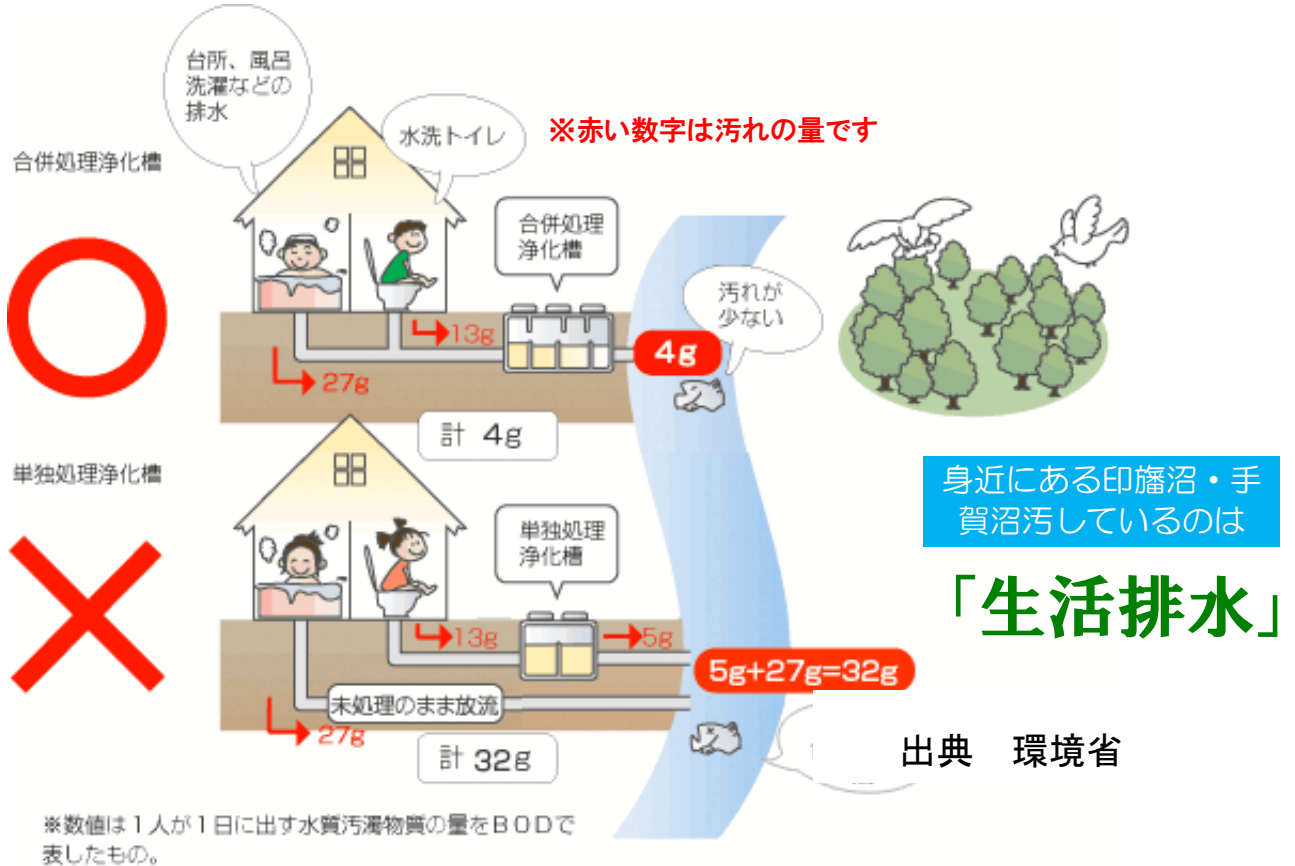 台所、風呂
洗濯などの
排水
水洗トイレ
※赤い数字は汚れの量です
合併処理浄化槽
合併処理
浄化槽
汚れが
少ない
13g
4g
27g
計 4g
単独処理浄化槽
単独処理
浄化槽
身近にある印旛沼・手
賀沼汚しているのは
「生活排水」
13g
5g
5g+27g=32g
未処理のまま放流
27g
計 32g
出典 環境省
※数値は1人が1日に出す水質汚濁物質の量をBODで
表したもの。